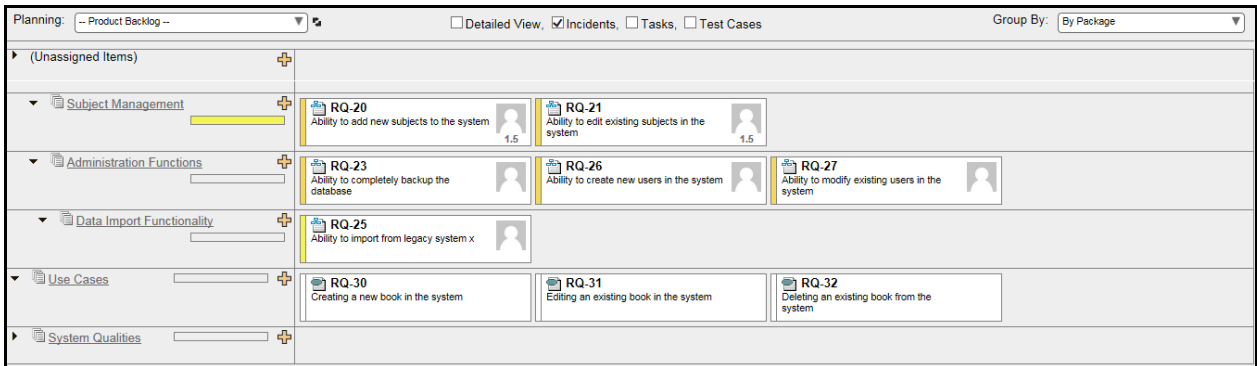 Planning: -- Product Backlog -- Detailed View, Incidents, Tasks, Test Cases Group By: By Package
(Unassigned Items)
Subject Management
RQ-20
Ability to add new subjects to the system
1.5
RQ-21
Ability to edit existing subjects in the
system
1.5
Administration Functions
RQ-23
Ability to completely backup the
database
RQ-26
Ability to create new users in the system
RQ-27
Ability to modify existing users in the
system
Data Import Functionality
RQ-25
Ability to import from legacy system x
Use Cases
RQ-30
Creating a new book in the system
RQ-31
Editing an existing book in the system
RQ-32
Deleting an existing book from the
system
System Qualities